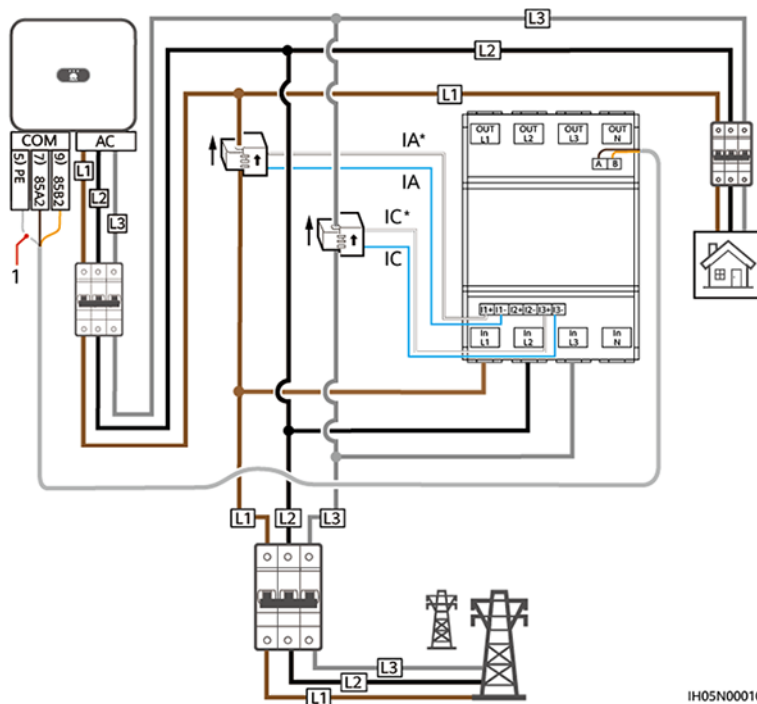 L3
L2
L1
COM
AC
5) PE
7) 85A2
9) 85B2
L1
L2
L3
1
IA*
IA
IC*
IC
OUT
L1
OUT
L2
OUT
L3
OUT
N
A B
I1+ I1- I2+ I2- I3+ I3-
In
L1
In
L2
In
L3
In
N
L1
L2
L3
L3
L2
L1
IH05N00010